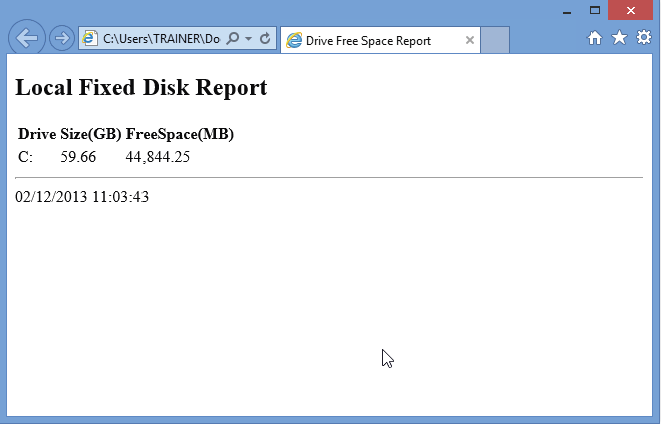 C:\Users\TRAINER\Do
Drive Free Space Report
Local Fixed Disk Report
Drive Size(GB) FreeSpace(MB)
C: 59.66 44,844.25
02/12/2013 11:03:43